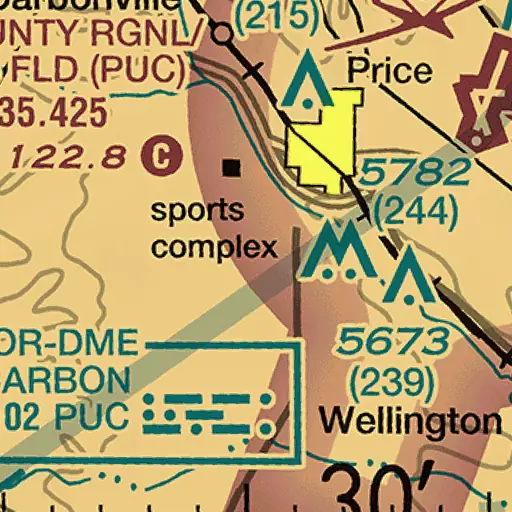 Carbonville
(215)
UNTY RGNL/
FLD (PUC)
Price
35.425
122.8 C
5782
(244)
sports
complex
OR-DME
ARBON
02 PUC
5673
(239)
Wellington
30'